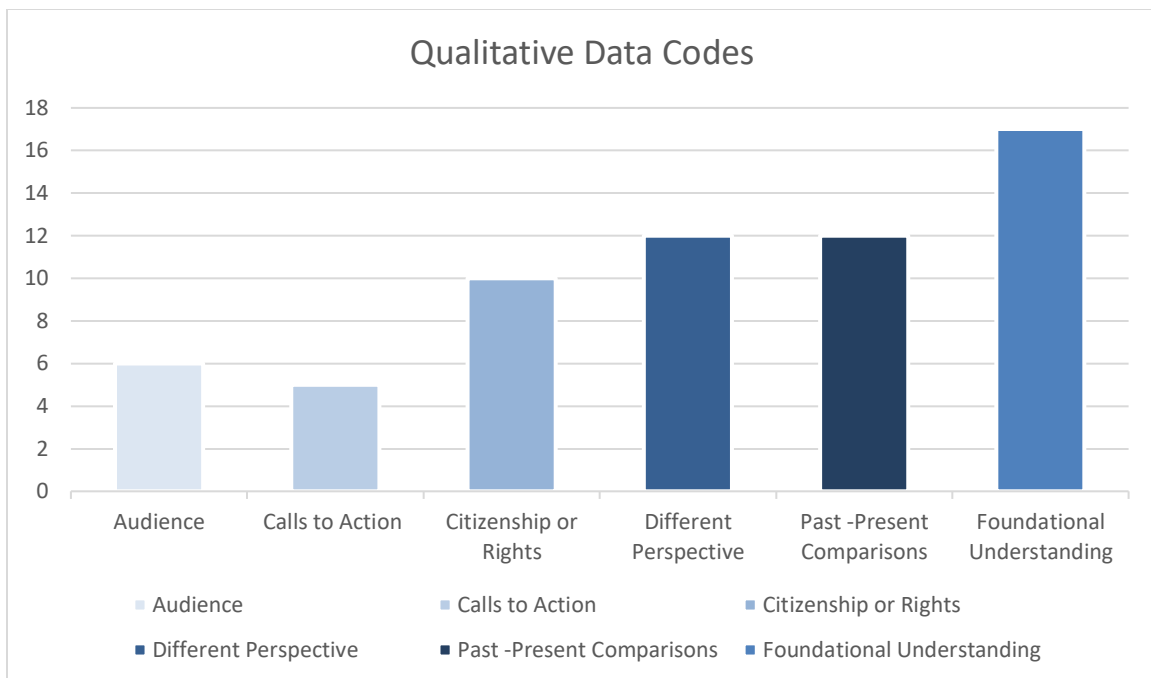 Qualitative Data Codes
18
16
14
12
10
8
6
4
2
0
Audience
Calls to Action
Citizenship or
Rights
Different
Perspective
Past -Present
Comparisons
Foundational
Understanding
Audience
Calls to Action
Citizenship or Rights
Different Perspective
Past -Present Comparisons
Foundational Understanding